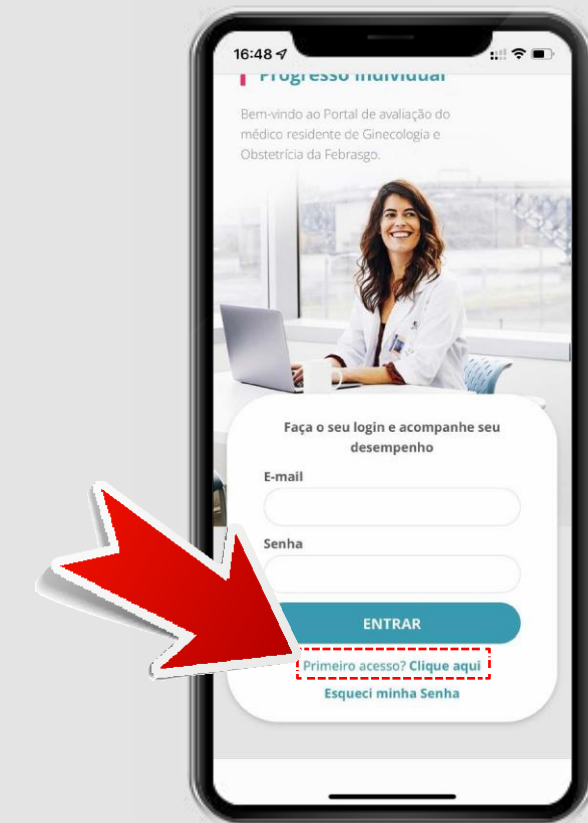 16:48
Progresso Individual
Bem-vindo ao Portal de avaliação do
médico residente de Ginecologia e
Obstetrícia da Febrasgo.
Faça o seu login e acompanhe seu
desempenho
E-mail
Senha
ENTRAR
Primeiro acesso? Clique aqui
Esqueci minha Senha